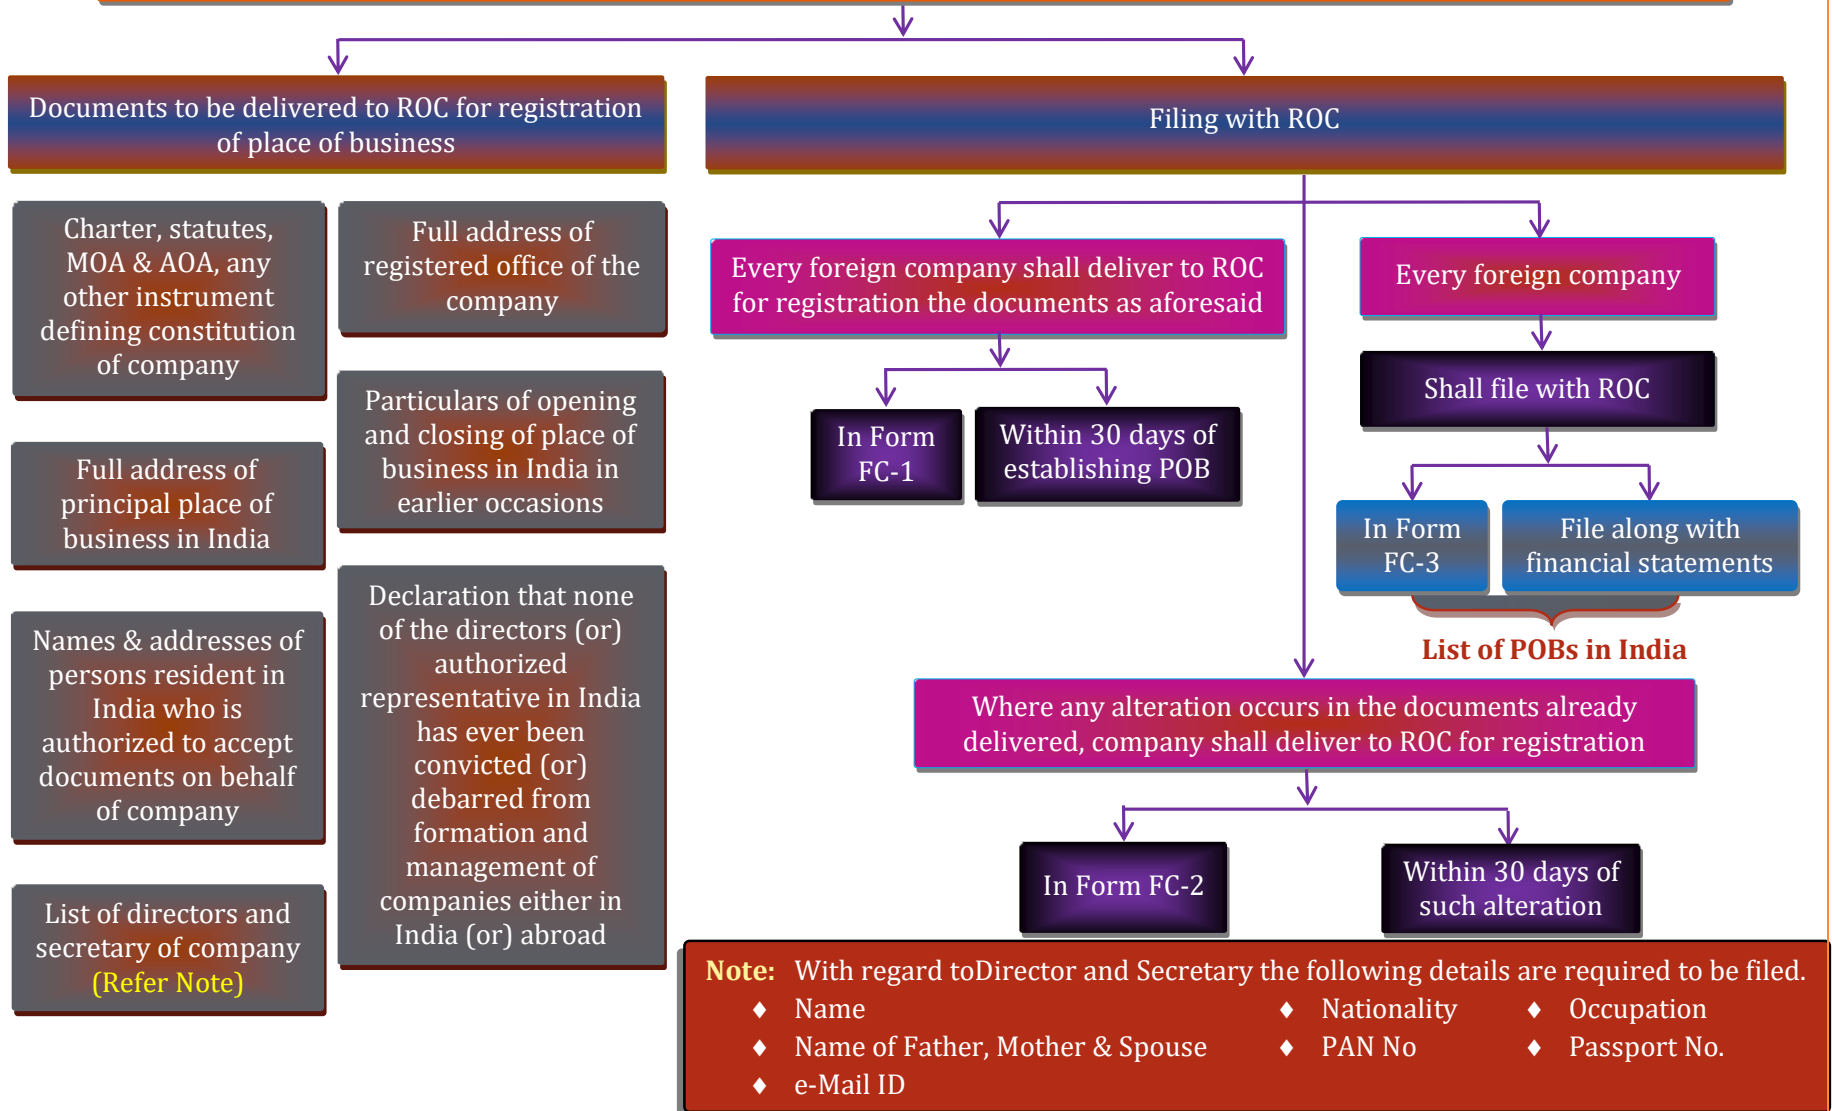 Documents to be delivered to ROC for registration
of place of business
Charter, statutes,
MOA & AOA, any
other instrument
defining constitution
of company
Full address of
principal place of
business in India
Names & addresses of
persons resident in
India who is
authorized to accept
documents on behalf
of company
List of directors and
secretary of company
(Refer Note)
Full address of
registered office of the
company
Particulars of opening
and closing of place of
business in India in
earlier occasions
Declaration that none
of the directors (or)
authorized
representative in India
has ever been
convicted (or)
debarred from
formation and
management of
companies either in
India (or) abroad
Filing with ROC
Every foreign company shall deliver to ROC
for registration the documents as aforesaid
In Form
FC-1
Within 30 days of
establishing POB
Every foreign company
Shall file with ROC
In Form
FC-3
File along with
financial statements
List of POBs in India
Where any alteration occurs in the documents already
delivered, company shall deliver to ROC for registration
In Form FC-2
Within 30 days of
such alteration
Note: With regard toDirector and Secretary the following details are required to be filed.
♦ Name ♦ Nationality ♦ Occupation
♦ Name of Father, Mother & Spouse ♦ PAN No ♦ Passport No.
♦ e-Mail ID